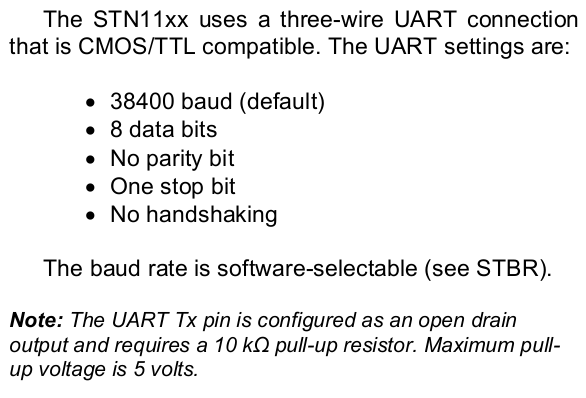 The STN11xx uses a three-wire UART connection
that is CMOS/TTL compatible. The UART settings are:
• 38400 baud (default)
• 8 data bits
• No parity bit
• One stop bit
• No handshaking
The baud rate is software-selectable (see STBR).
Note: The UART Tx pin is configured as an open drain
output and requires a 10 kΩ pull-up resistor. Maximum pull-
up voltage is 5 volts.